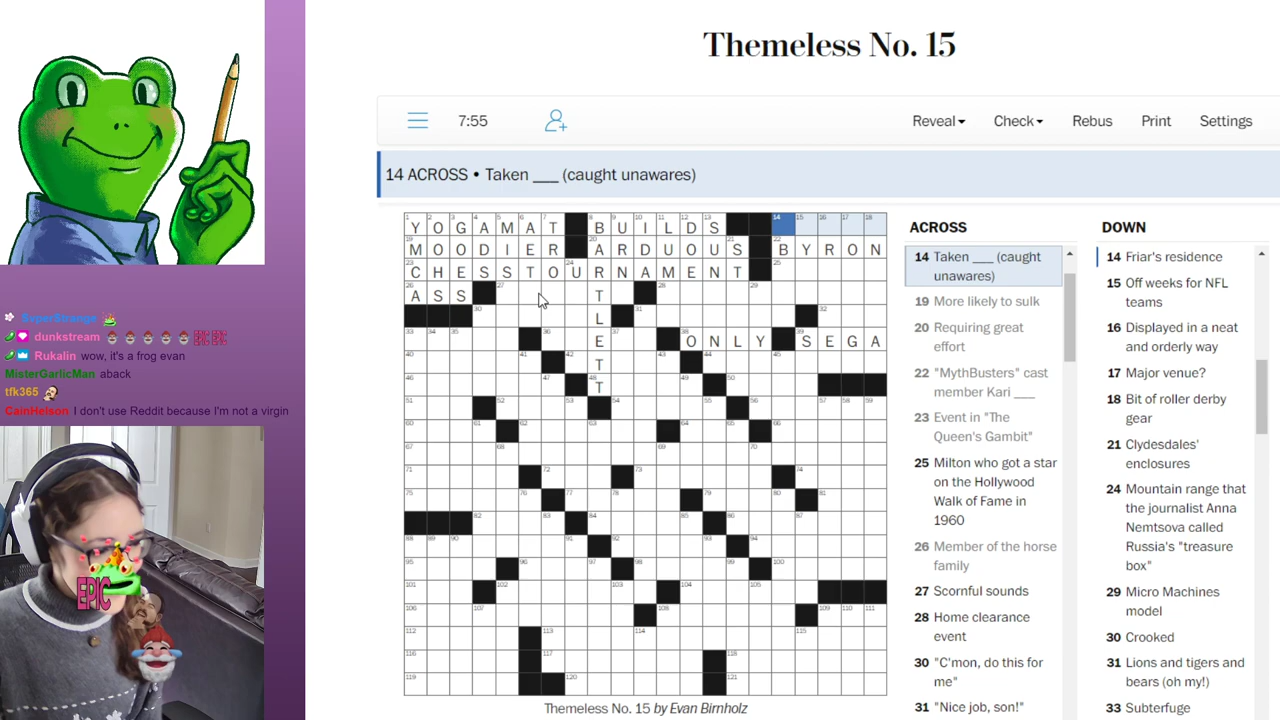 Themeless No. 15
7:55
Reveal
Check
Rebus
Print
Settings
14 ACROSS • Taken ___ (caught unawares)
YOGAMAT BUILDS
MOODIER ARDUOUS BYRON
CHESSTOURNAMENT
ASS T
L
E ONLY SEGA
T
T
Themeless No. 15 by Evan Birnholz
ACROSS
14 Taken ___ (caught
unawares)
19 More likely to sulk
20 Requiring great
effort
22 "MythBusters" cast
member Kari ___
23 Event in "The
Queen's Gambit"
25 Milton who got a star
on the Hollywood
Walk of Fame in
1960
26 Member of the horse
family
27 Scornful sounds
28 Home clearance
event
30 "C'mon, do this for
me"
31 "Nice job, son!"
DOWN
14 Friar's residence
15 Off weeks for NFL
teams
16 Displayed in a neat
and orderly way
17 Major venue?
18 Bit of roller derby
gear
21 Clydesdales'
enclosures
24 Mountain range that
the journalist Anna
Nemtsova called
Russia's "treasure
box"
29 Micro Machines
model
30 Crooked
31 Lions and tigers and
bears (oh my!)
33 Subterfuge
SyperStrange
dunkstream
Rukalin wow, it's a frog evan
MisterGarlicMan aback
tfk365
CainHelson I don't use Reddit because I'm not a virgin
EPIC